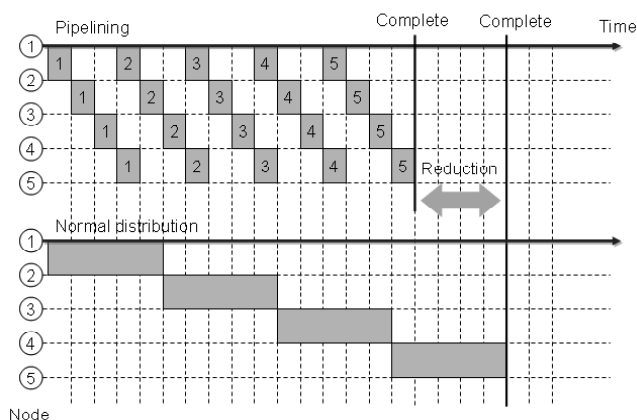 Pipelining
Complete
Complete
Time
1
1 2 3 4 5
2
1 2 3 4 5
3
1 2 3 4 5
4
1 2 3 4 5
5
Reduction
Normal distribution
1
2
3
4
5
Node